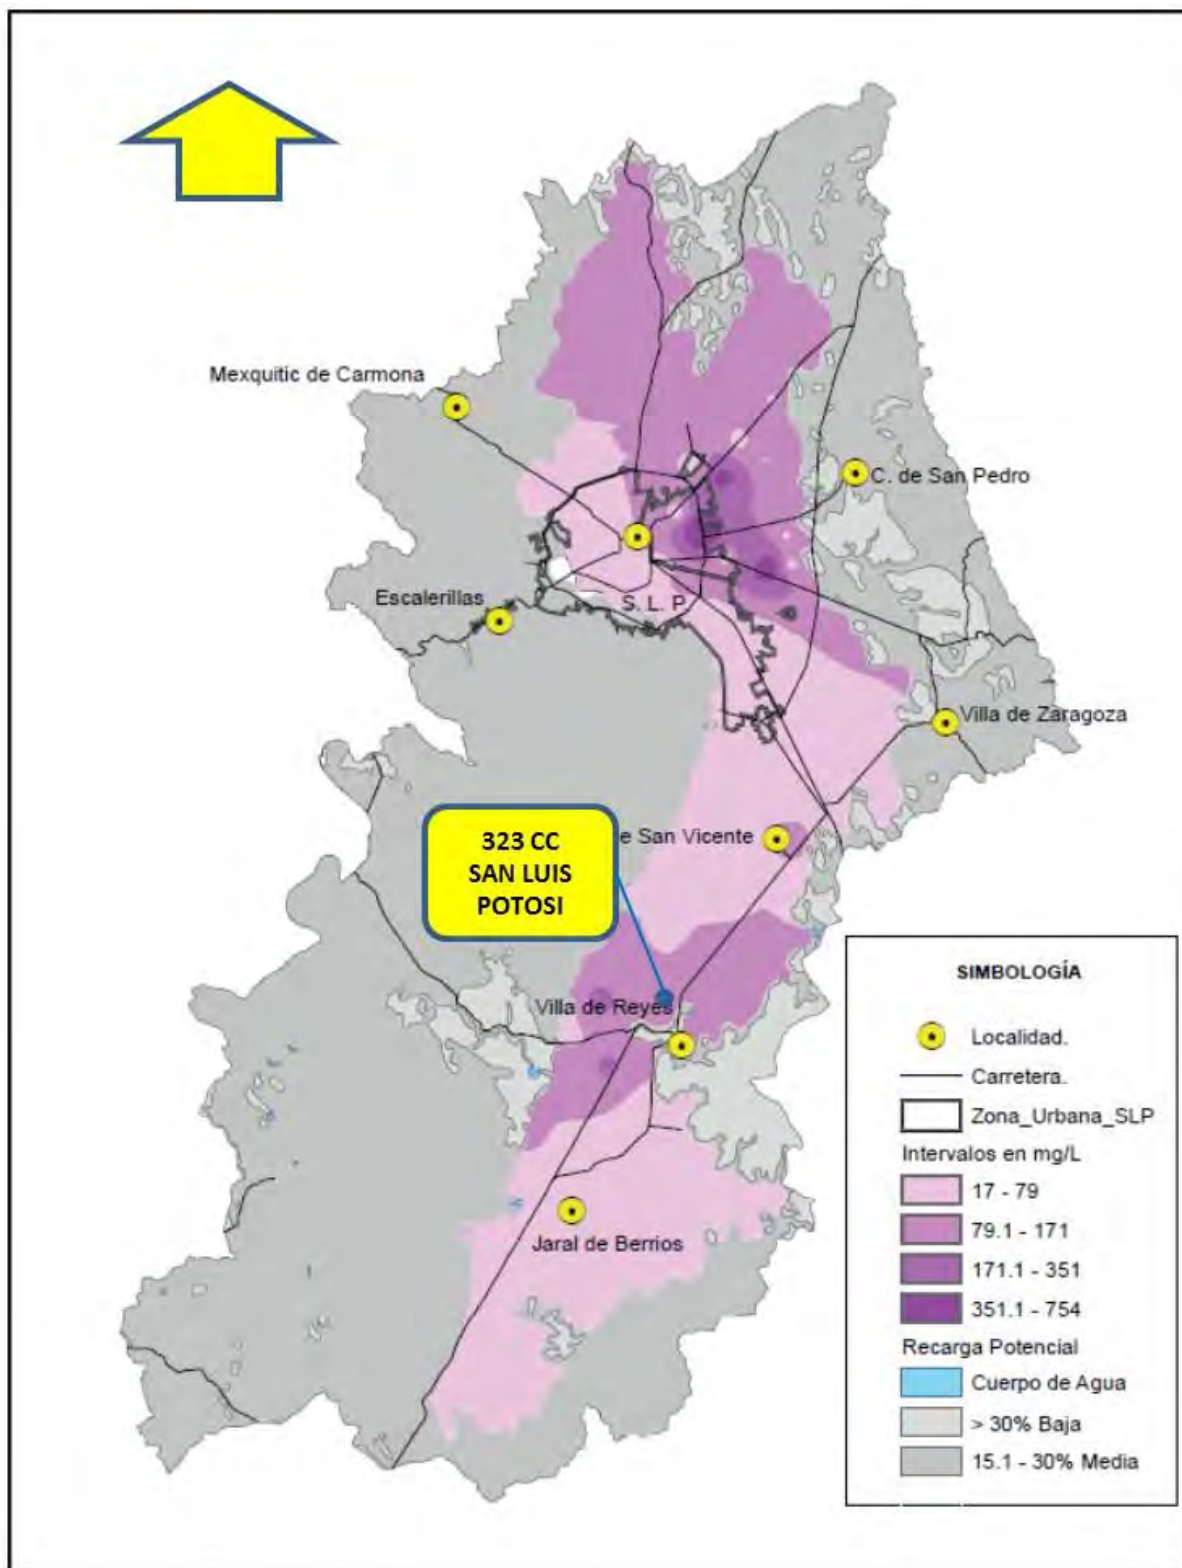 Mexquitic de Carmona
C. de San Pedro
Escalerillas
S. L. P.
Villa de Zaragoza
323 CC
SAN LUIS
POTOSI
e San Vicente
Villa de Reyes
Jaral de Berrios
SIMBOLOGÍA
Localidad.
Carretera.
Zona_Urbana_SLP
Intervalos en mg/L
17 - 79
79.1 - 171
171.1 - 351
351.1 - 754
Recarga Potencial
Cuerpo de Agua
> 30% Baja
15.1 - 30% Media